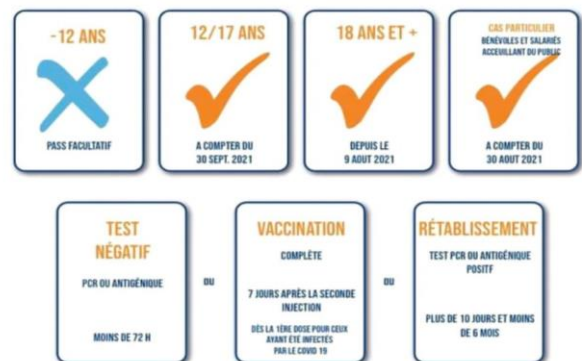 -12 ANS
PASS FACULTATIF
12/17 ANS
A COMPTER DU
30 SEPT. 2021
18 ANS ET +
DEPUIS LE
9 AOUT 2021
CAS PARTICULIER
BÉNÉVOLES ET SALARIÉS
ACCEUILLANT DU PUBLIC
A COMPTER DU
30 AOUT 2021
TEST
NÉGATIF
PCR OU ANTIGÉNIQUE
MOINS DE 72 H
OU
VACCINATION
COMPLÈTE
7 JOURS APRÈS LA SECONDE
INJECTION
DÈS LA 1ÈRE DOSE POUR CEUX
AYANT ÉTÉ INFECTÉS
PAR LE COVID 19
OU
RÉTABLISSEMENT
TEST PCR OU ANTIGÉNIQUE
POSITF
PLUS DE 10 JOURS ET MOINS
DE 6 MOIS